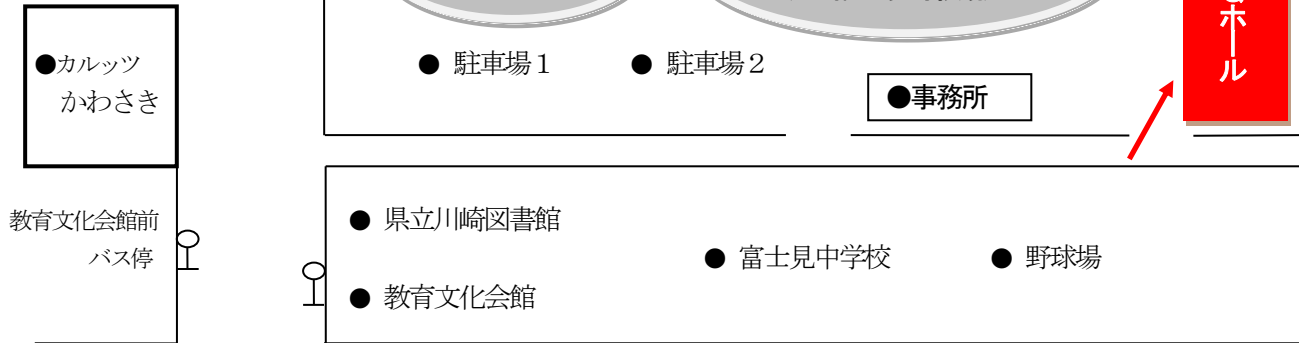 ホール
●カルッツ
かわさき
● 駐車場１
● 駐車場２
●事務所
教育文化会館前
バス停
● 県立川崎図書館
● 富士見中学校
● 野球場
● 教育文化会館